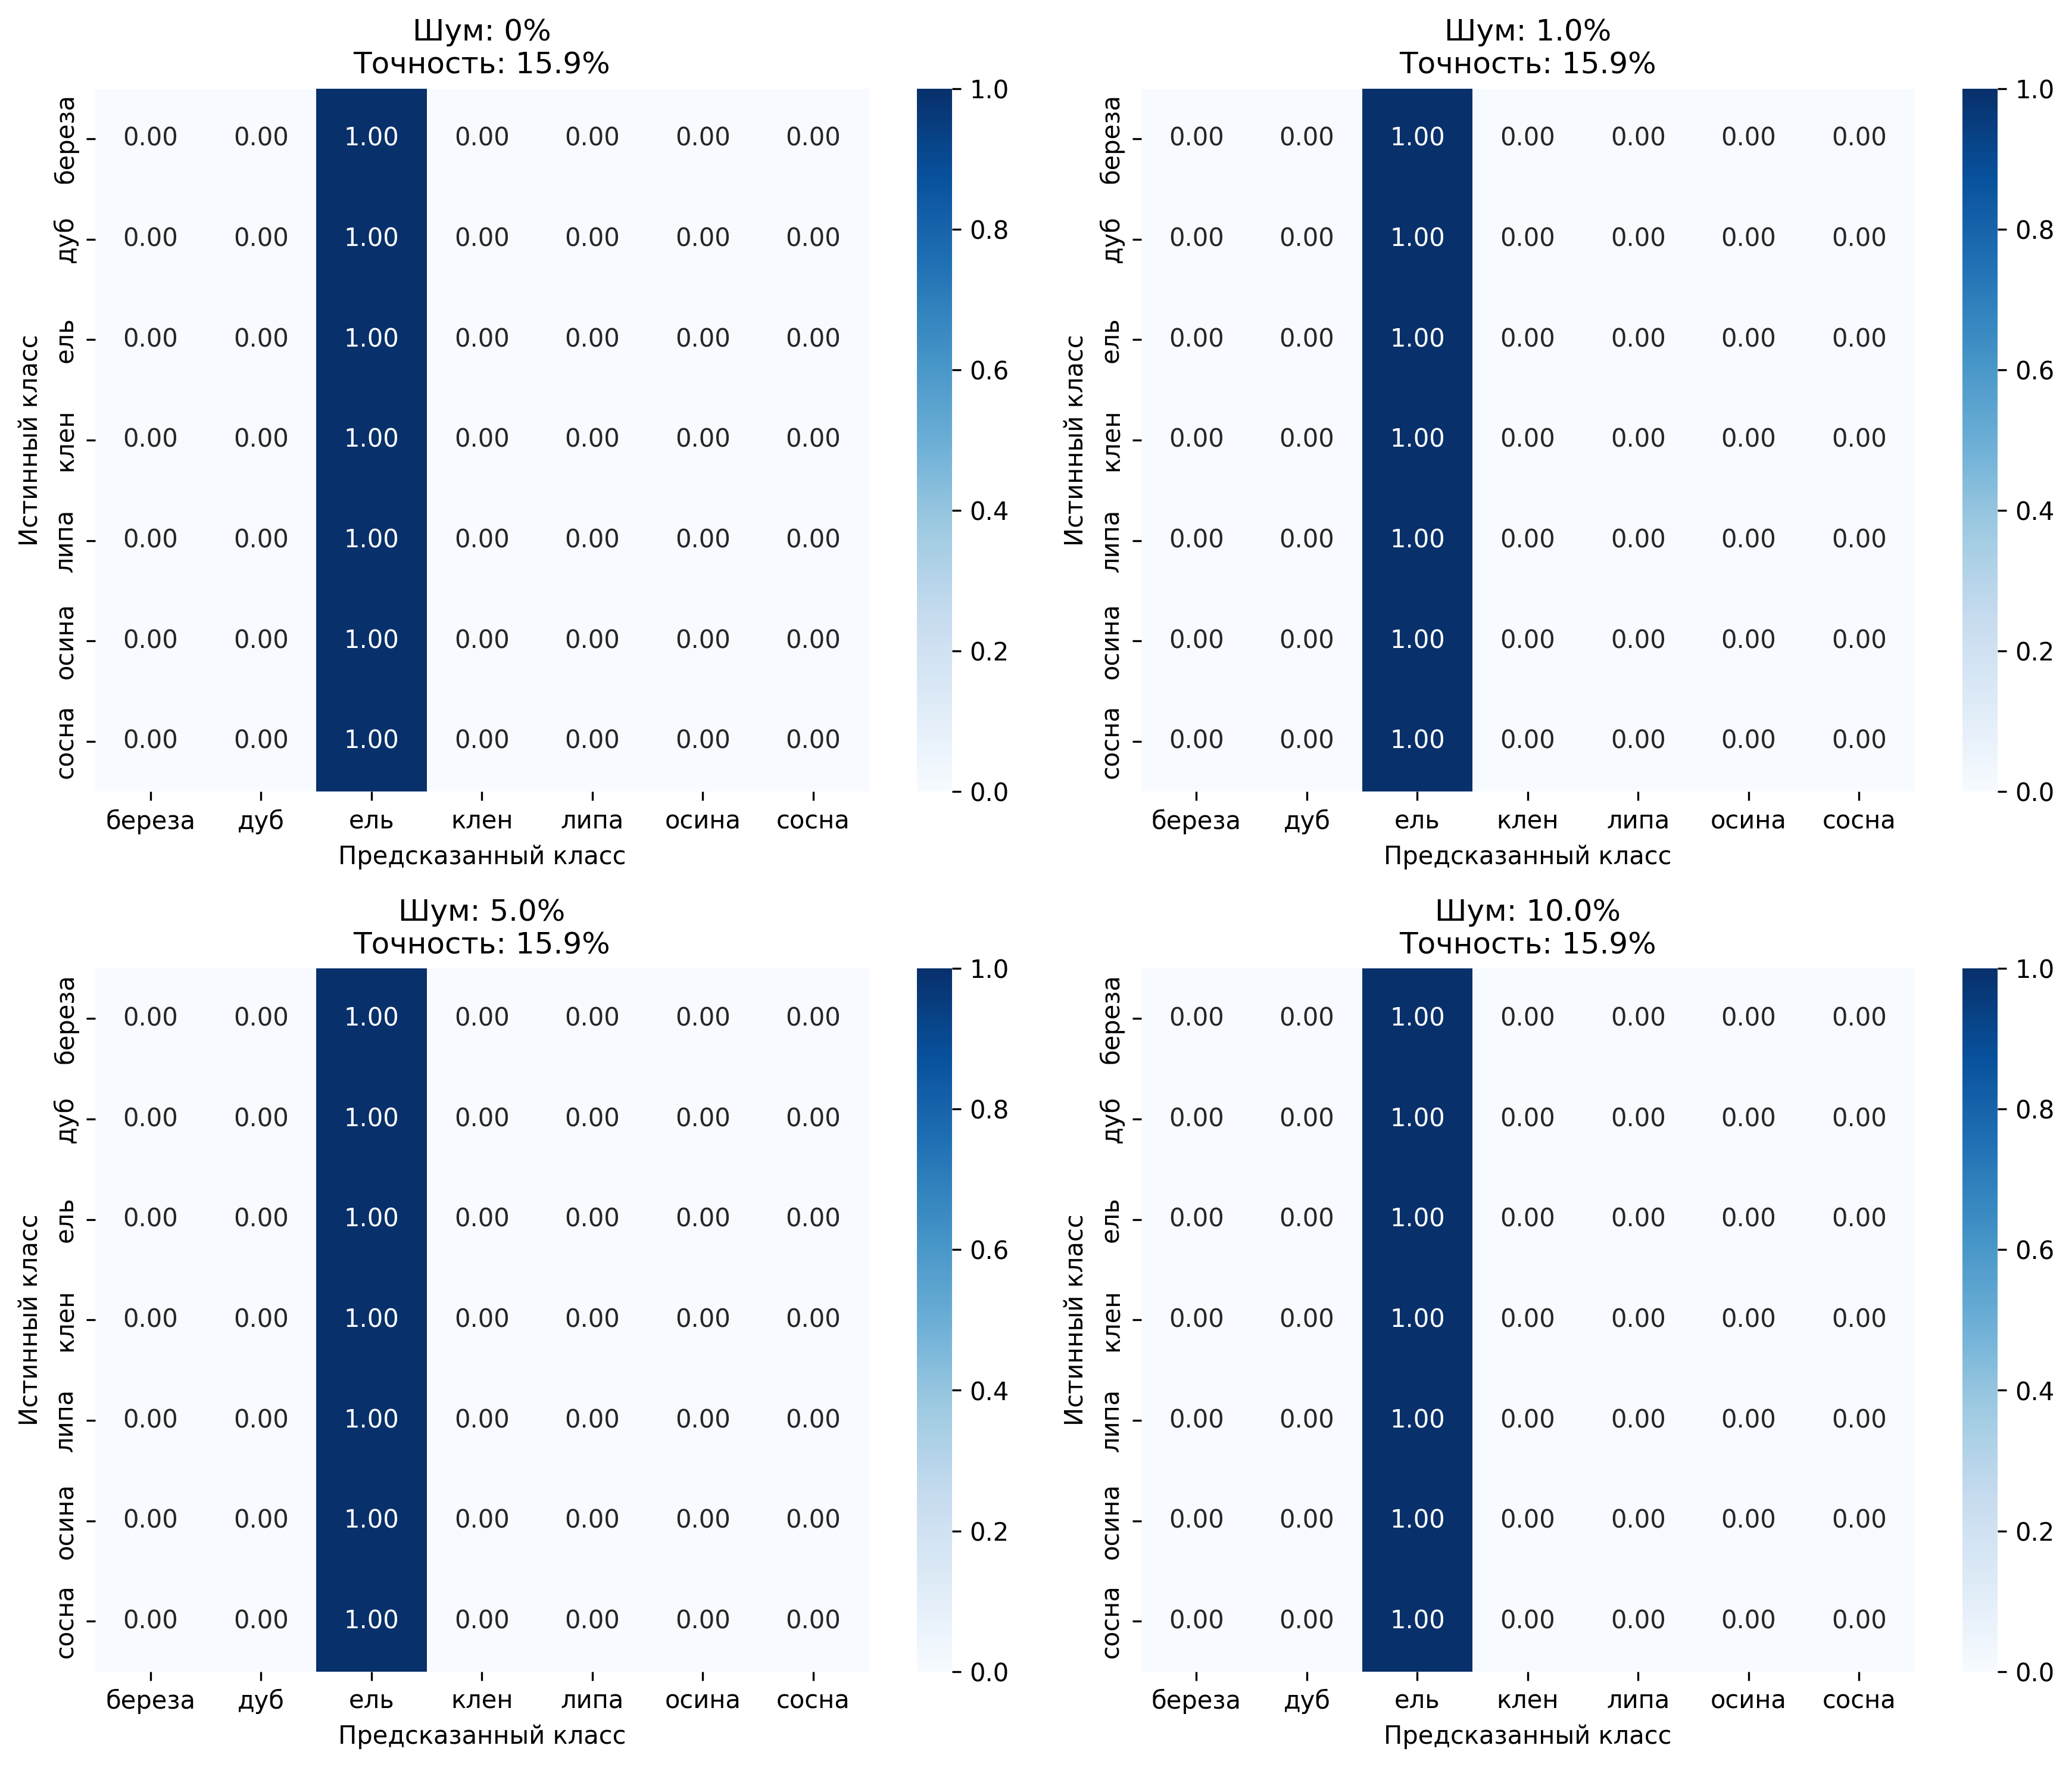 Шум: 0%
Точность: 15.9%
Истинный класс
береза 0.00 0.00 1.00 0.00 0.00 0.00 0.00
дуб 0.00 0.00 1.00 0.00 0.00 0.00 0.00
ель 0.00 0.00 1.00 0.00 0.00 0.00 0.00
клен 0.00 0.00 1.00 0.00 0.00 0.00 0.00
липа 0.00 0.00 1.00 0.00 0.00 0.00 0.00
осина 0.00 0.00 1.00 0.00 0.00 0.00 0.00
сосна 0.00 0.00 1.00 0.00 0.00 0.00 0.00
береза дуб ель клен липа осина сосна
Предсказанный класс
1.0
0.8
0.6
0.4
0.2
0.0
Шум: 1.0%
Точность: 15.9%
Истинный класс
береза 0.00 0.00 1.00 0.00 0.00 0.00 0.00
дуб 0.00 0.00 1.00 0.00 0.00 0.00 0.00
ель 0.00 0.00 1.00 0.00 0.00 0.00 0.00
клен 0.00 0.00 1.00 0.00 0.00 0.00 0.00
липа 0.00 0.00 1.00 0.00 0.00 0.00 0.00
осина 0.00 0.00 1.00 0.00 0.00 0.00 0.00
сосна 0.00 0.00 1.00 0.00 0.00 0.00 0.00
береза дуб ель клен липа осина сосна
Предсказанный класс
1.0
0.8
0.6
0.4
0.2
0.0
Шум: 5.0%
Точность: 15.9%
Истинный класс
береза 0.00 0.00 1.00 0.00 0.00 0.00 0.00
дуб 0.00 0.00 1.00 0.00 0.00 0.00 0.00
ель 0.00 0.00 1.00 0.00 0.00 0.00 0.00
клен 0.00 0.00 1.00 0.00 0.00 0.00 0.00
липа 0.00 0.00 1.00 0.00 0.00 0.00 0.00
осина 0.00 0.00 1.00 0.00 0.00 0.00 0.00
сосна 0.00 0.00 1.00 0.00 0.00 0.00 0.00
береза дуб ель клен липа осина сосна
Предсказанный класс
1.0
0.8
0.6
0.4
0.2
0.0
Шум: 10.0%
Точность: 15.9%
Истинный класс
береза 0.00 0.00 1.00 0.00 0.00 0.00 0.00
дуб 0.00 0.00 1.00 0.00 0.00 0.00 0.00
ель 0.00 0.00 1.00 0.00 0.00 0.00 0.00
клен 0.00 0.00 1.00 0.00 0.00 0.00 0.00
липа 0.00 0.00 1.00 0.00 0.00 0.00 0.00
осина 0.00 0.00 1.00 0.00 0.00 0.00 0.00
сосна 0.00 0.00 1.00 0.00 0.00 0.00 0.00
береза дуб ель клен липа осина сосна
Предсказанный класс
1.0
0.8
0.6
0.4
0.2
0.0